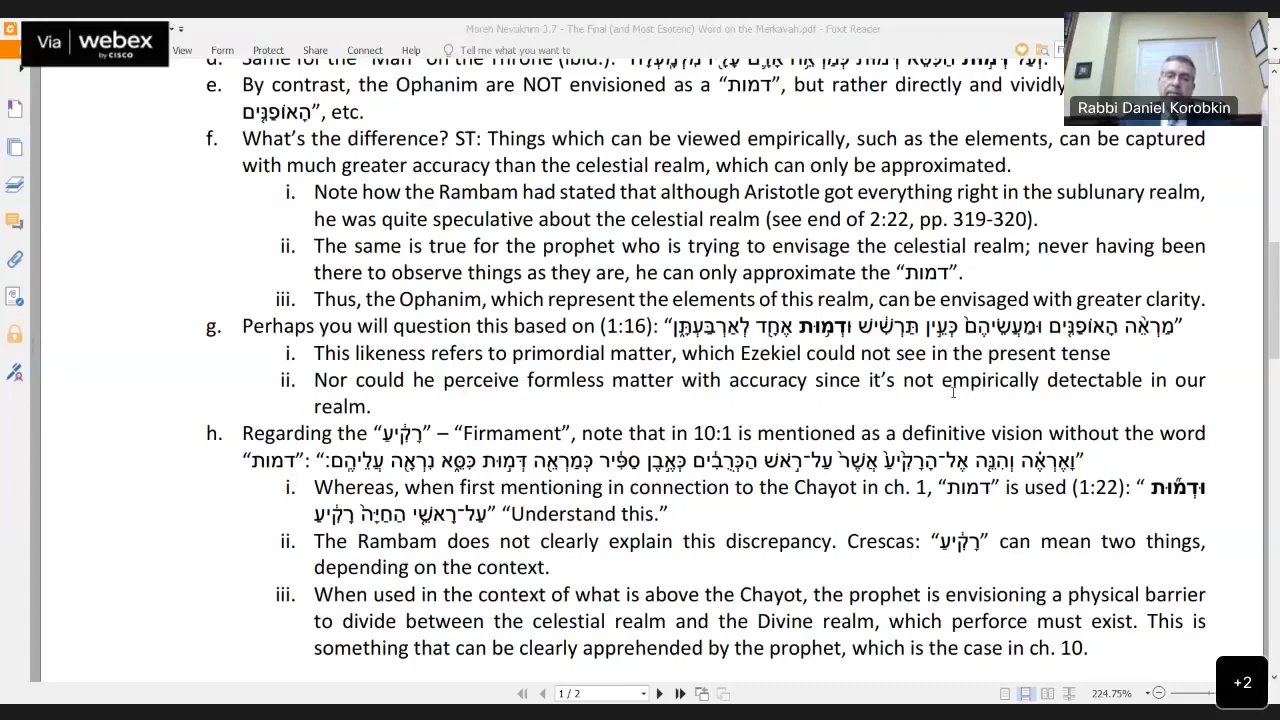 Via webex
by CISCO
Moreh Nevukhim 3.7 - The Final (and Most Esoteric) Word on the Merkavah.pdf - Foxit Reader
View Form Protect Share Connect Help Tell me what you want to
Rabbi Daniel Korobkin
d. Same for the "Man" on the Throne (ibid.):
e. By contrast, the Ophanim are NOT envisioned as a "דמות", but rather directly and vividly
הָאוֹפַנִּ֛ים", etc.
f. What's the difference? ST: Things which can be viewed empirically, such as the elements, can be captured
with much greater accuracy than the celestial realm, which can only be approximated.
i. Note how the Rambam had stated that although Aristotle got everything right in the sublunary realm,
he was quite speculative about the celestial realm (see end of 2:22, pp. 319-320).
ii. The same is true for the prophet who is trying to envisage the celestial realm; never having been
there to observe things as they are, he can only approximate the "דמות".
iii. Thus, the Ophanim, which represent the elements of this realm, can be envisaged with greater clarity.
g. Perhaps you will question this based on (1:16): "מַרְאֵ֨ה הָאוֹפַנִּ֤ים וּמַעֲשֵׂיהֶם֙ כְּעֵ֣ין תַּרְשִׁ֔ישׁ וּדְמ֥וּת אֶחָ֖ד לְאַרְבַּעְתָּ֑ן"
i. This likeness refers to primordial matter, which Ezekiel could not see in the present tense
ii. Nor could he perceive formless matter with accuracy since it's not empirically detectable in our
realm.
h. Regarding the "רָקִ֕יעַ" – "Firmament", note that in 10:1 is mentioned as a definitive vision without the word
"דמות": "וָאֶרְאֶ֗ה וְהִנֵּ֤ה אֶל־הָרָקִ֙יעַ֙ אֲשֶׁר֙ עַל־רֹ֣אשׁ הַכְּרֻבִ֔ים כְּאֶ֣בֶן סַפִּ֔יר כְּמַרְאֵ֖ה דְּמ֣וּת כִּסֵּ֑א נִרְאָ֖ה עֲלֵיהֶֽם׃"
i. Whereas, when first mentioning in connection to the Chayot in ch. 1, "דמות" is used (1:22): "וּדְמ֞וּת
עַל־רָאשֵׁ֤י הַחַיָּה֙ רָקִ֔יעַ" "Understand this."
ii. The Rambam does not clearly explain this discrepancy. Crescas: "רָקִ֕יעַ" can mean two things,
depending on the context.
iii. When used in the context of what is above the Chayot, the prophet is envisioning a physical barrier
to divide between the celestial realm and the Divine realm, which perforce must exist. This is
something that can be clearly apprehended by the prophet, which is the case in ch. 10.
1 / 2
224.75%
+2